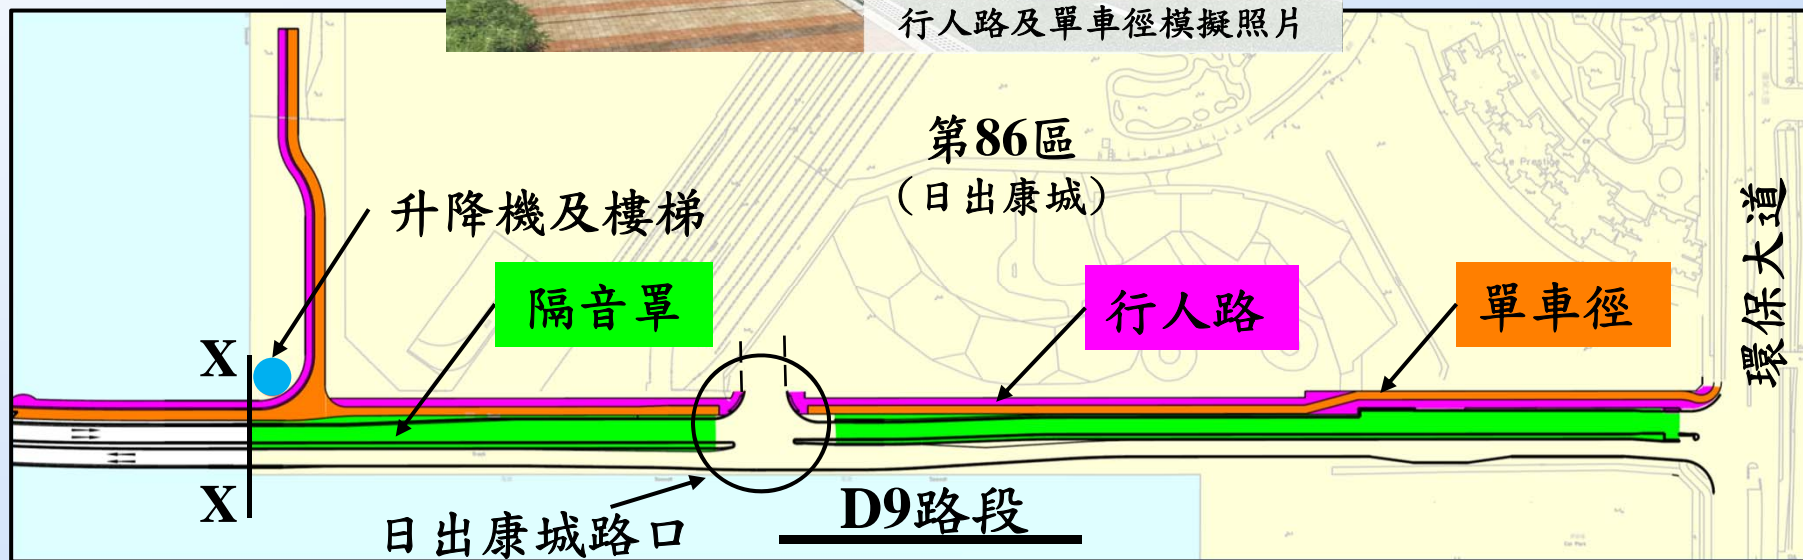 行人路及單車徑模擬照片
第86區
（日出康城）
升降機及樓梯
隔音罩
行人路
單車徑
環保大道
Le Prestige
X
X
日出康城路口
D9路段